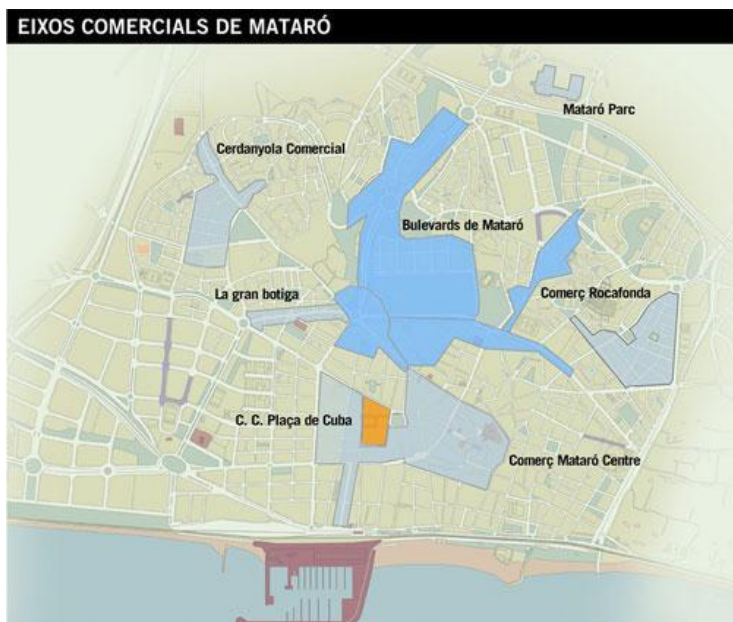 EIXOS COMERCIALS DE MATARÓ
Mataró Parc
Cerdanyola Comercial
Bulevards de Mataró
La gran botiga
Comerç Rocafonda
C. C. Plaça de Cuba
Comerç Mataró Centre